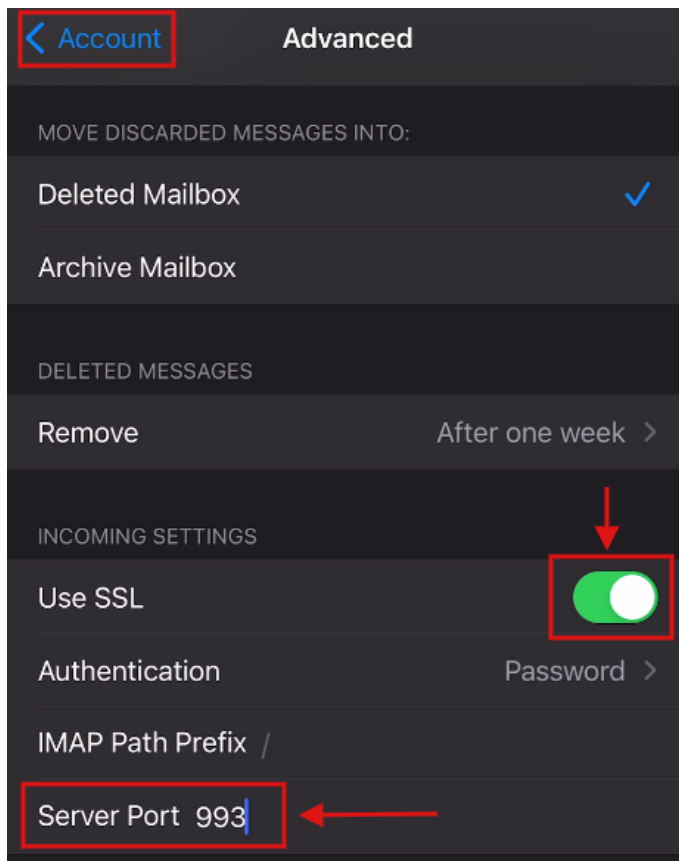 Account Advanced
MOVE DISCARDED MESSAGES INTO:
Deleted Mailbox
Archive Mailbox
DELETED MESSAGES
Remove After one week
INCOMING SETTINGS
Use SSL
Authentication Password
IMAP Path Prefix /
Server Port 993